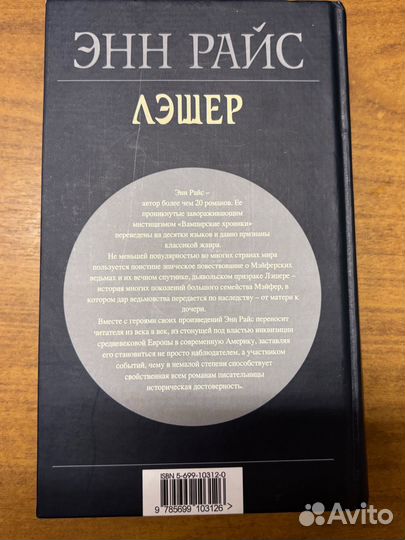 ЭНН РАЙС
ЛЭШЕР
Энн Райс –
автор более чем 20 романов. Ее
проникнутые завораживающим
мистицизмом «Вампирские хроники»
переведены на десятки языков и давно признаны
классикой жанра.
Не меньшей популярностью во многих странах мира
пользуется поистине эпическое повествование о Мэйферских
ведьмах и их вечном спутнике, дьявольском призраке Лэшере –
история многих поколений большого семейства Мэйфер, в
котором дар ведьмовства передается по наследству – от матери к
дочери.
Вместе с героями своих произведений Энн Райс переносит
читателя из века в век, из стонущей под властью инквизиции
средневековой Европы в современную Америку, заставляя
его становиться не просто наблюдателем, а участником
событий, чему в немалой степени способствует
свойственная всем романам писательницы
историческая достоверность.
ISBN 5-699-10312-0
9 785699 103126 >
Avito